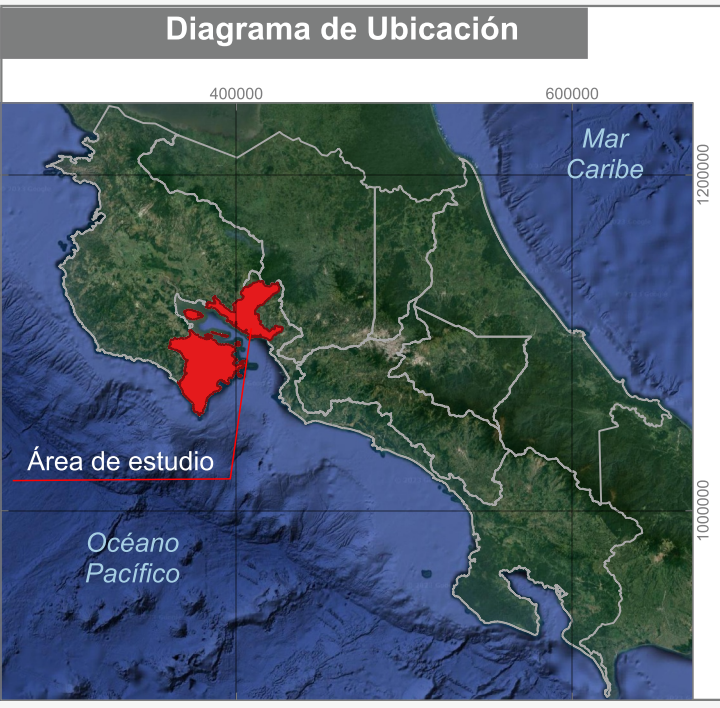 Diagrama de Ubicación
400000
600000
Mar
Caribe
1200000
Área de estudio
1000000
Océano
Pacífico